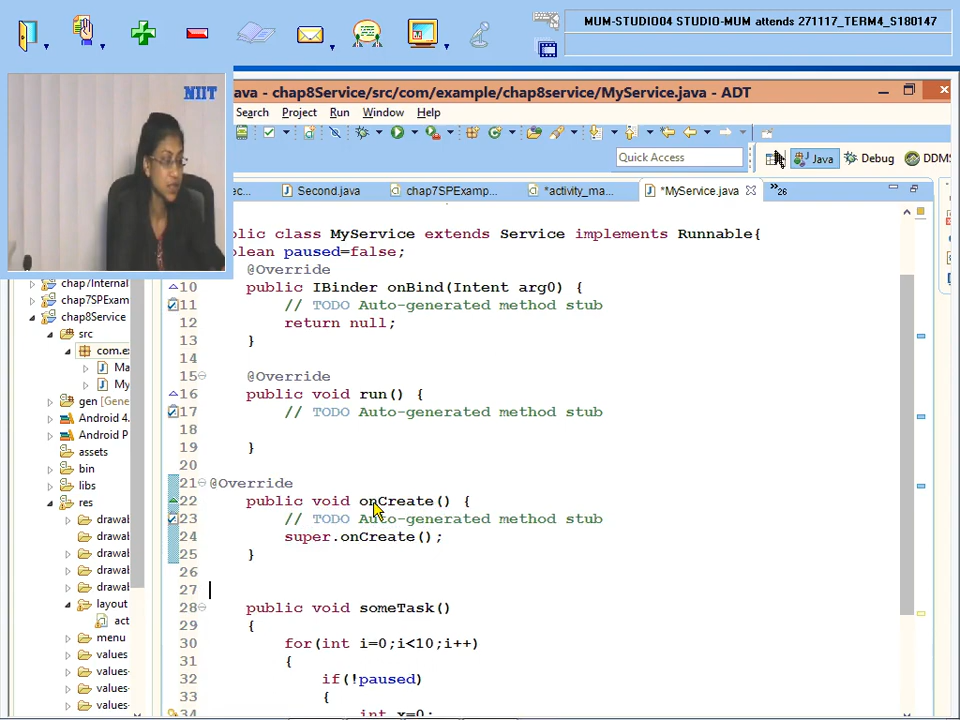 MUM-STUDIO04 STUDIO-MUM attends 271117_TERM4_S180147
NIIT
ava - chap8Service/src/com/example/chap8service/MyService.java - ADT
Search Project Run Window Help
Quick Access
Java Debug DDMS
ec... Second.java chap7SPExamp... *activity_ma... *MyService.java 26
blic class MyService extends Service implements Runnable{
lean paused=false;
@Override
10 public IBinder onBind(Intent arg0) {
11 // TODO Auto-generated method stub
12 return null;
13 }
14
15 @Override
16 public void run() {
17 // TODO Auto-generated method stub
18
19 }
20
21 @Override
22 public void onCreate() {
23 // TODO Auto-generated method stub
24 super.onCreate();
25 }
26
27
28 public void someTask()
29 {
30 for(int i=0;i<10;i++)
31 {
32 if(!paused)
33 {
34 int x=0;
chap7Internal
chap7SPExam
chap8Service
src
com.ex
Ma
My
gen [Gene
Android 4.
Android P
assets
bin
libs
res
drawab
drawab
drawab
drawab
drawab
layout
act
menu
values
values-
values-
values-